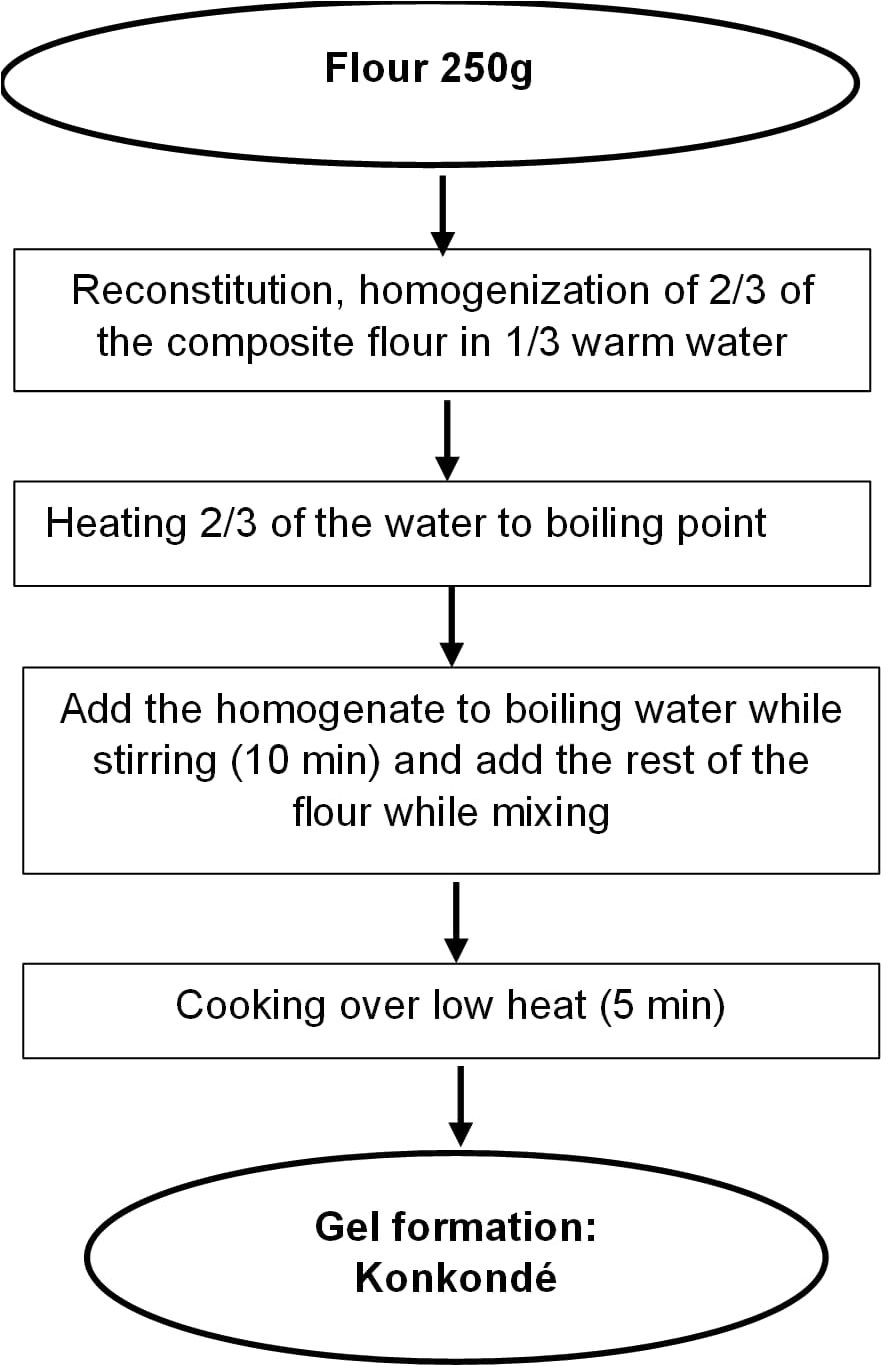 Flour 250g
Reconstitution, homogenization of 2/3 of
the composite flour in 1/3 warm water
Heating 2/3 of the water to boiling point
Add the homogenate to boiling water while
stirring (10 min) and add the rest of the
flour while mixing
Cooking over low heat (5 min)
Gel formation:
Konkondé